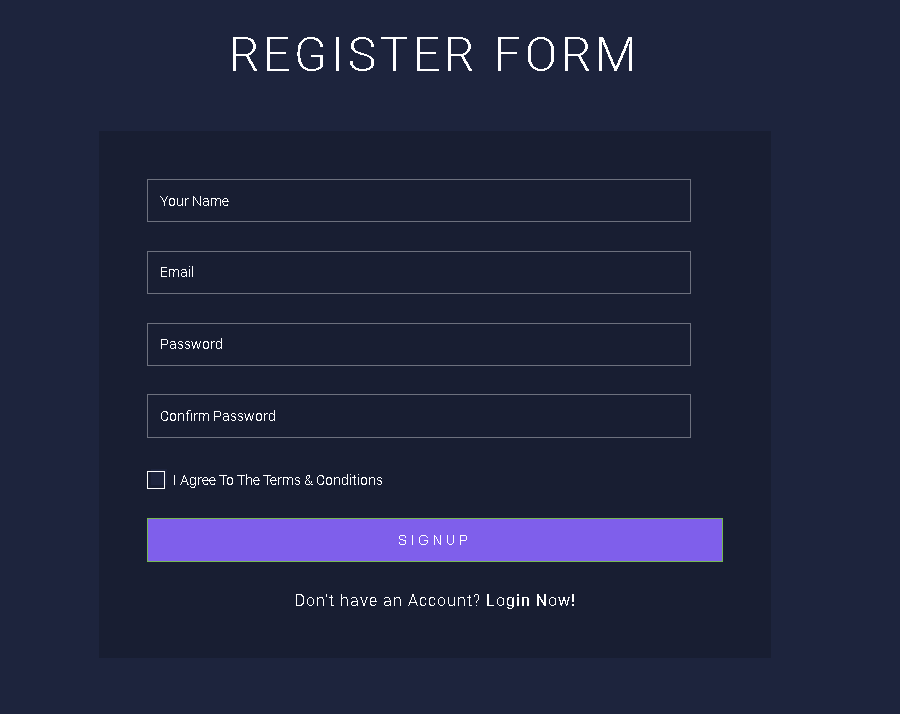 REGISTER FORM
Your Name
Email
Password
Confirm Password
I Agree To The Terms & Conditions
SIGNUP
Don't have an Account? Login Now!